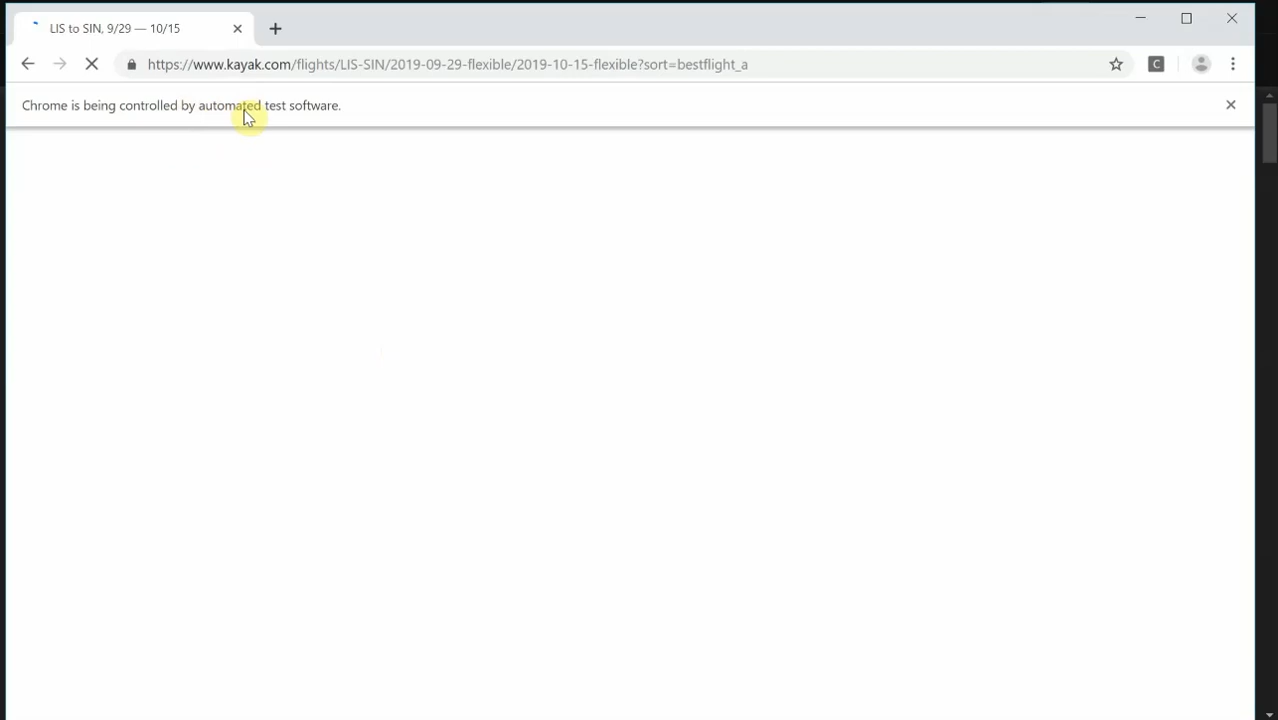 LIS to SIN, 9/29 — 10/15
https://www.kayak.com/flights/LIS-SIN/2019-09-29-flexible/2019-10-15-flexible?sort=bestflight_a
C
Chrome is being controlled by automated test software.